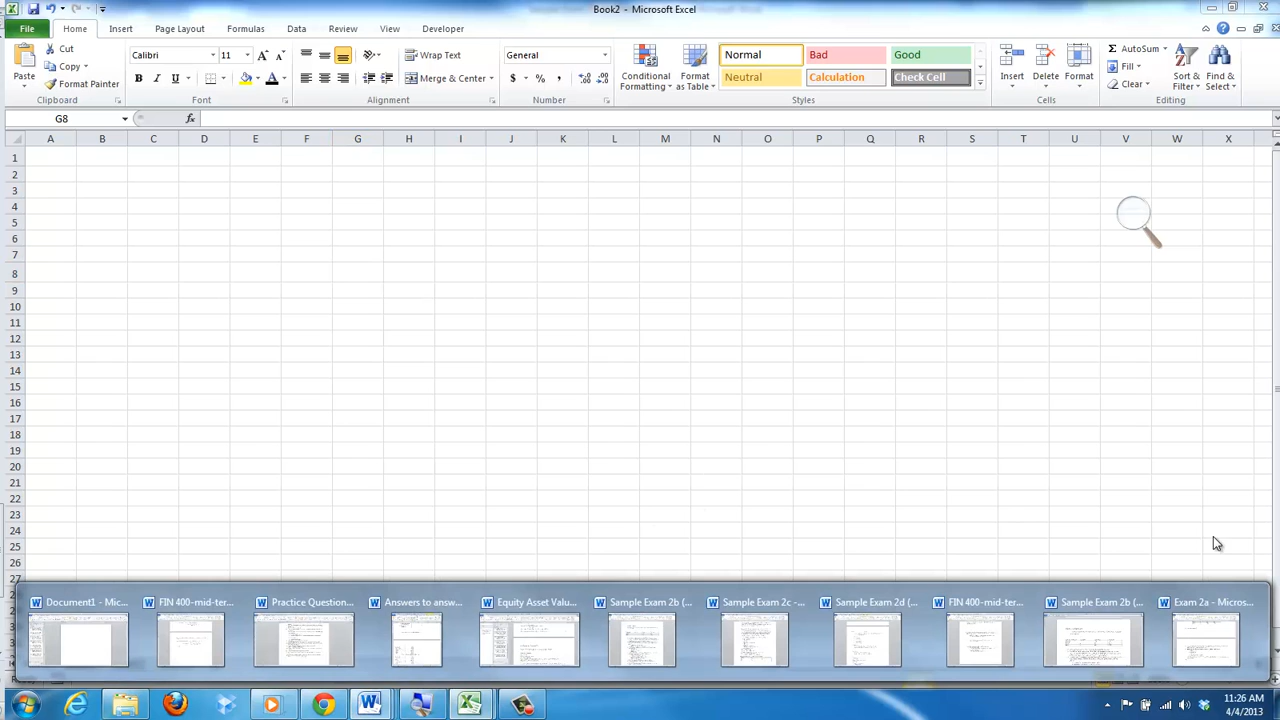 Book2 - Microsoft Excel
File Home Insert Page Layout Formulas Data Review View Developer
Paste
Cut
Copy
Format Painter
Clipboard
Calibri 11
B I U
Font
Wrap Text
Merge & Center
Alignment
General
$ % ,
Number
Conditional Formatting
Format as Table
Normal Bad Good
Neutral Calculation Check Cell
Styles
Insert Delete Format
Cells
AutoSum
Fill
Clear
Sort & Filter
Find & Select
Editing
G8 fx
A B C D E F G H I J K L M N O P Q R S T U V W X
1
2
3
4
5
6
7
8
9
10
11
12
13
14
15
16
17
18
19
20
21
22
23
24
25
26
27
Document1 - Mic...
FIN 400-mid-ter...
Practice Question...
Answers to answ...
Equity Asset Valu...
Sample Exam 2b (...
Sample Exam 2c -...
Sample Exam 2d (...
FIN 400-mid-ter...
Sample Exam 2b (...
Exam 2a - Micros...
11:26 AM
4/4/2013